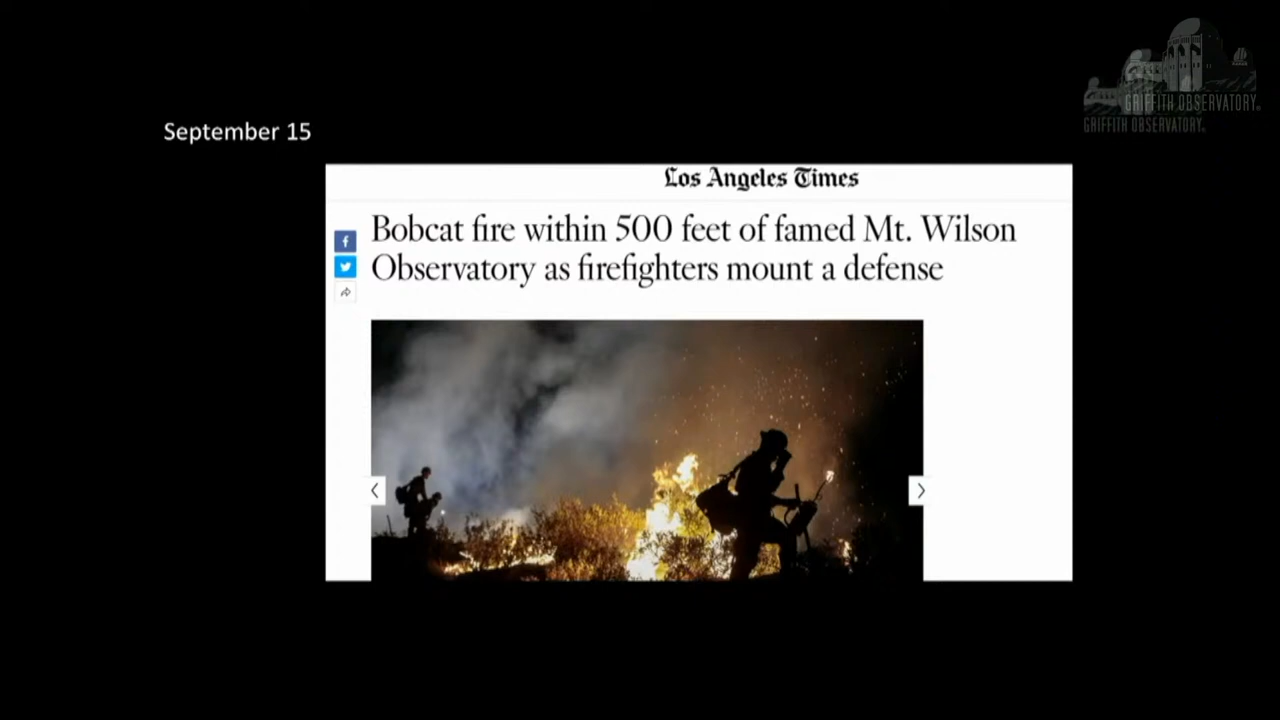 GRIFFITH OBSERVATORY®
GRIFFITH OBSERVATORY®
September 15
Los Angeles Times
Bobcat fire within 500 feet of famed Mt. Wilson
Observatory as firefighters mount a defense